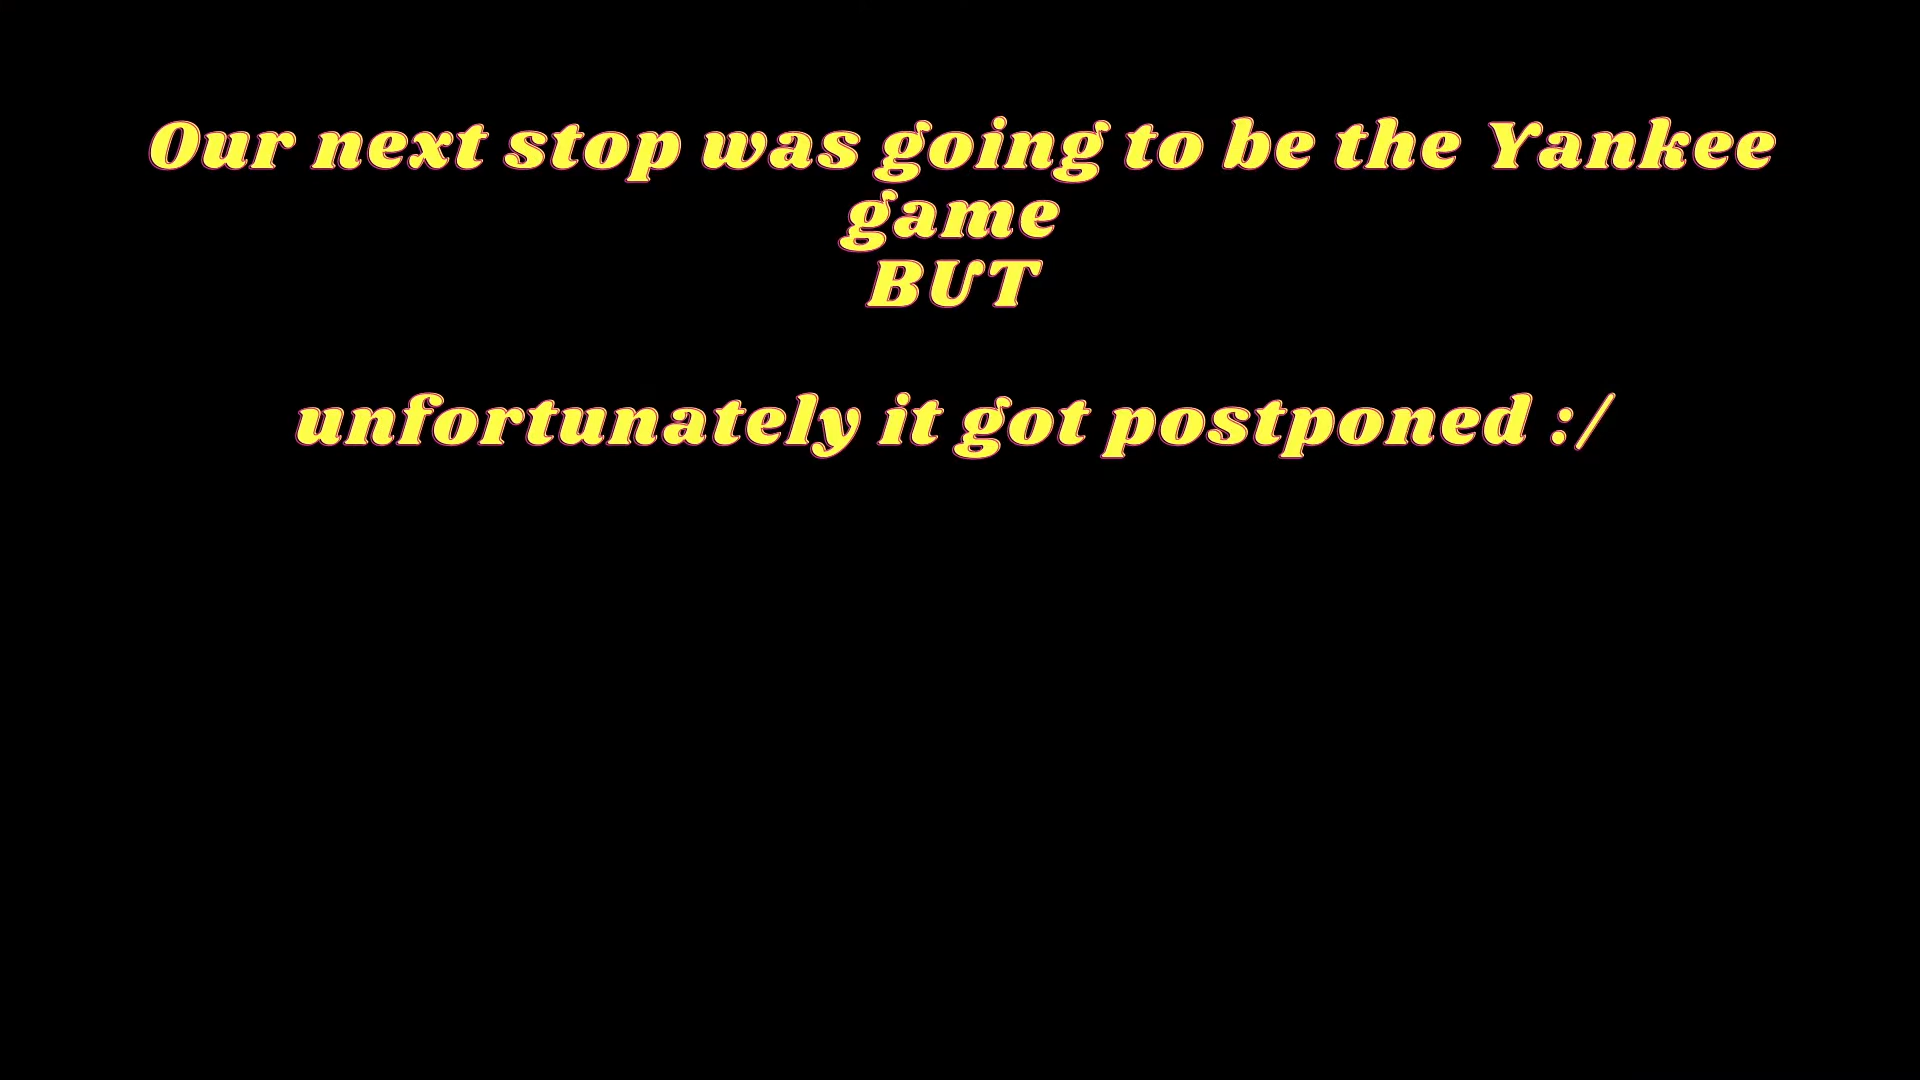 Our next stop was going to be the Yankee
game
BUT
unfortunately it got postponed :/